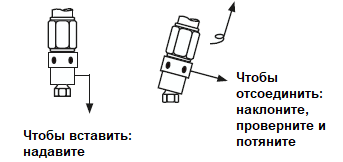 Чтобы вставить:
надавите
Чтобы
отсоединить:
наклоните,
проверните и
потяните